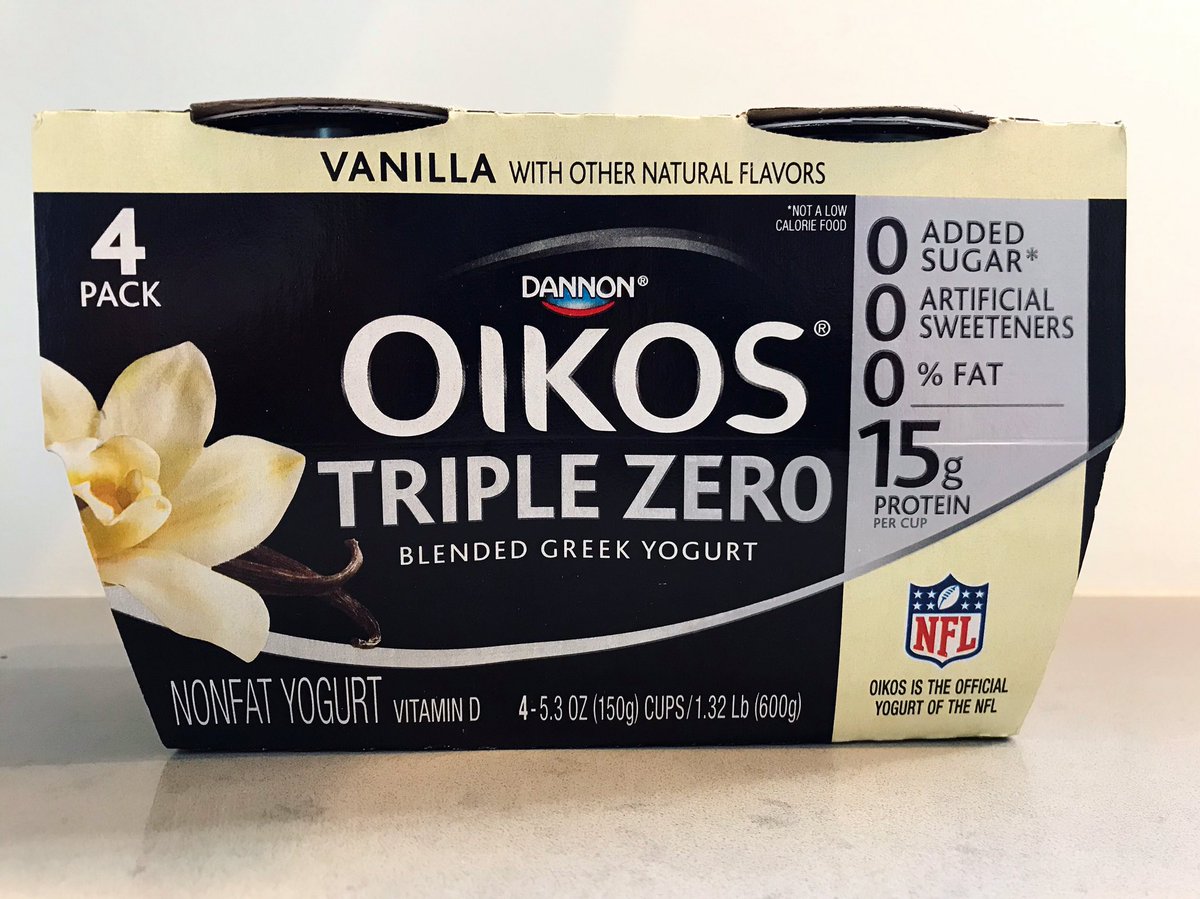 VANILLA WITH OTHER NATURAL FLAVORS
4
PACK
*NOT A LOW
CALORIE FOOD
DANNON®
OIKOS®
TRIPLE ZERO
BLENDED GREEK YOGURT
0 ADDED
SUGAR*
0 ARTIFICIAL
SWEETENERS
0 % FAT
15g
PROTEIN
PER CUP
NFL
OIKOS IS THE OFFICIAL
YOGURT OF THE NFL
NONFAT YOGURT VITAMIN D 4-5.3 OZ (150g) CUPS/1.32 Lb (600g)